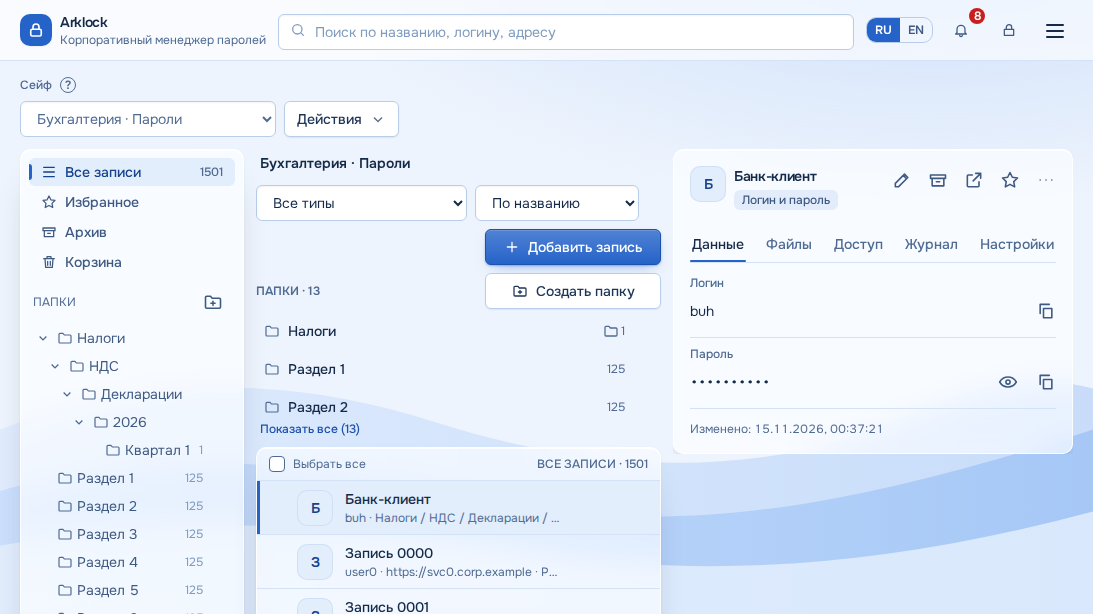 Arklock
Корпоративный менеджер паролей
Поиск по названию, логину, адресу
RU EN
8
Сейф ?
Бухгалтерия · Пароли
Действия
Все записи 1501
Избранное
Архив
Корзина
ПАПКИ
Налоги
НДС
Декларации
2026
Квартал 1 1
Раздел 1 125
Раздел 2 125
Раздел 3 125
Раздел 4 125
Раздел 5 125
Бухгалтерия · Пароли
Все типы
По названию
Добавить запись
ПАПКИ · 13
Создать папку
Налоги 1
Раздел 1 125
Раздел 2 125
Показать все (13)
Выбрать все ВСЕ ЗАПИСИ · 1501
Б
Банк-клиент
buh · Налоги / НДС / Декларации / ...
З
Запись 0000
user0 · https://svc0.corp.example · P...
З
Запись 0001
Б
Банк-клиент
Логин и пароль
Данные Файлы Доступ Журнал Настройки
Логин
buh
Пароль
••••••••••
Изменено: 15.11.2026, 00:37:21